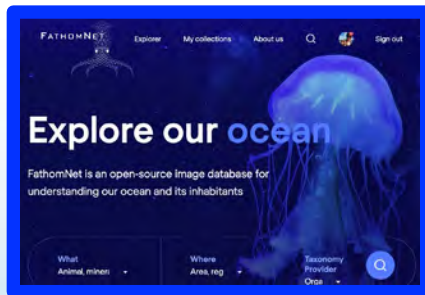 FATHOMNET Explorer My collections About us Sign out
Explore our ocean
FathomNet is an open-source image database for
understanding our ocean and its inhabitants
What Where Taxonomy
Provider
Animal, miner Area, reg Orga